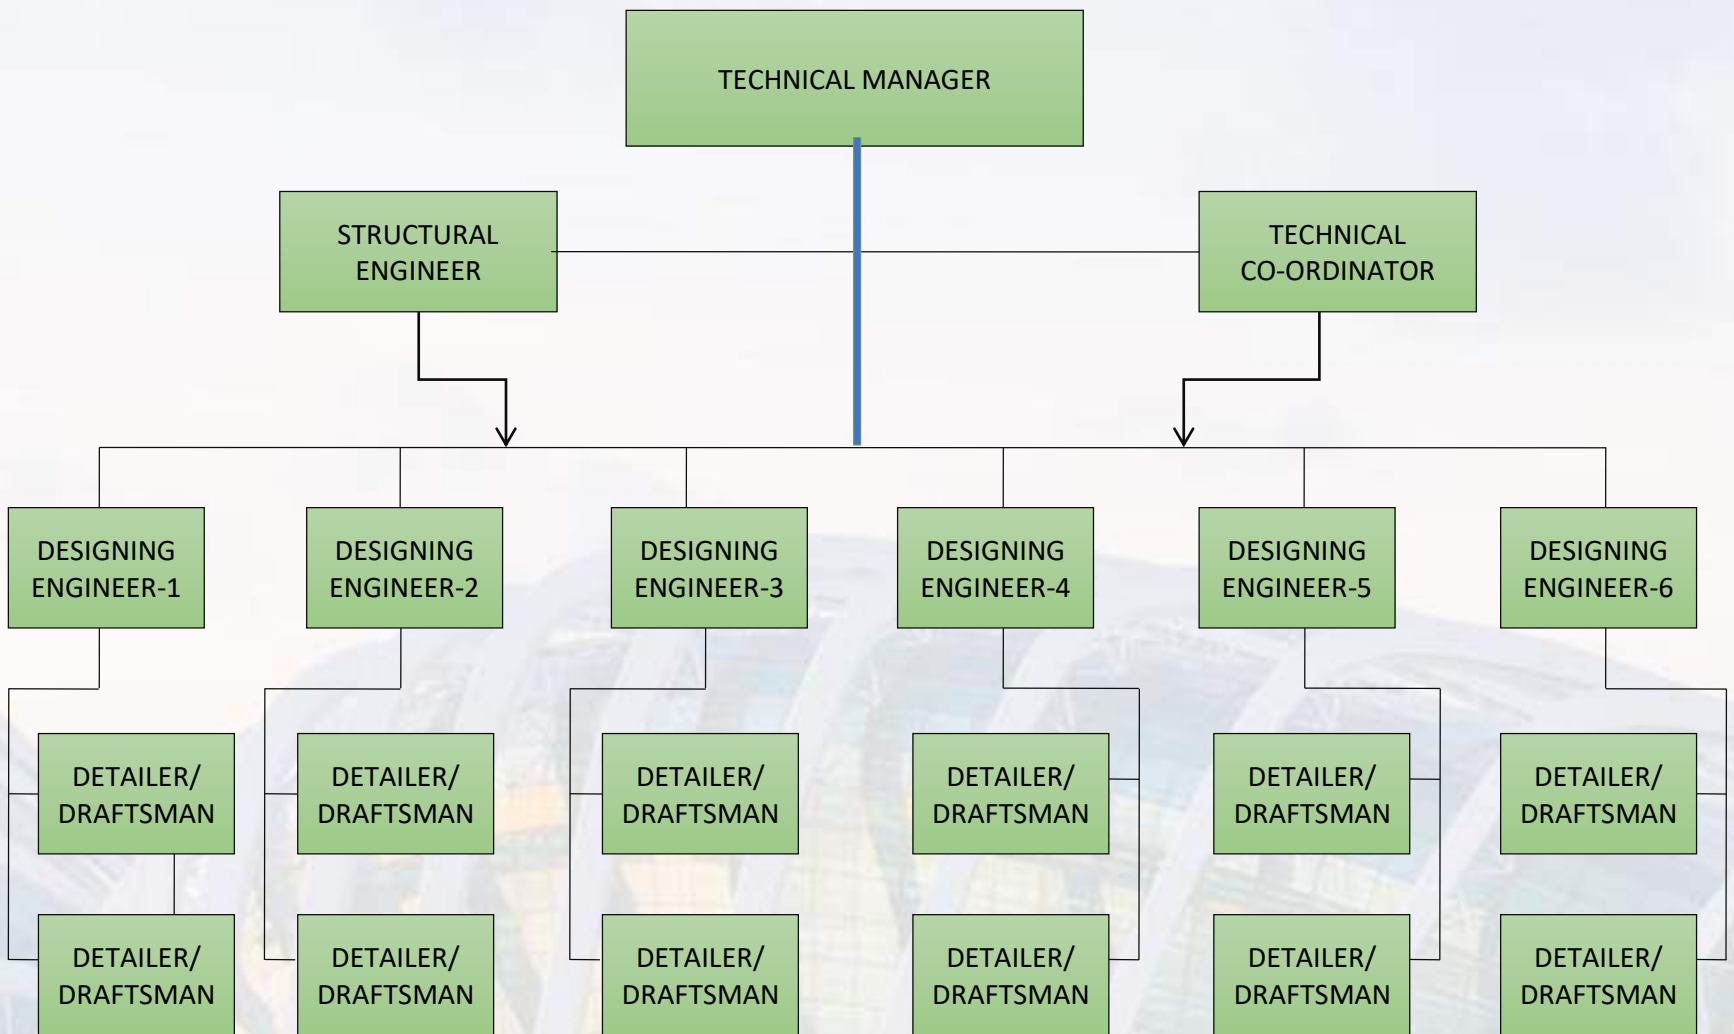 TECHNICAL MANAGER
STRUCTURAL
ENGINEER
TECHNICAL
CO-ORDINATOR
DESIGNING
ENGINEER-1
DESIGNING
ENGINEER-2
DESIGNING
ENGINEER-3
DESIGNING
ENGINEER-4
DESIGNING
ENGINEER-5
DESIGNING
ENGINEER-6
DETAILER/
DRAFTSMAN
DETAILER/
DRAFTSMAN
DETAILER/
DRAFTSMAN
DETAILER/
DRAFTSMAN
DETAILER/
DRAFTSMAN
DETAILER/
DRAFTSMAN
DETAILER/
DRAFTSMAN
DETAILER/
DRAFTSMAN
DETAILER/
DRAFTSMAN
DETAILER/
DRAFTSMAN
DETAILER/
DRAFTSMAN
DETAILER/
DRAFTSMAN